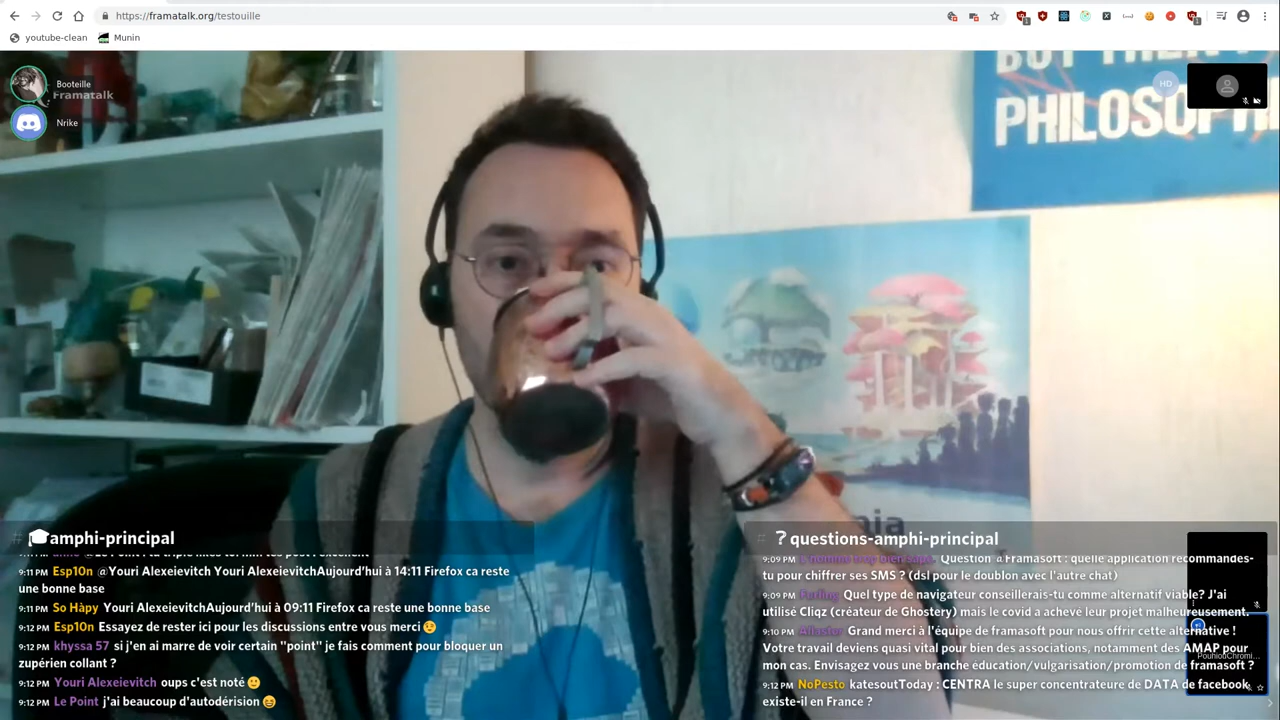 https://framatalk.org/testouille
youtube-clean
Munin
Booteille
Framatalk
Nrike
HD
BUT THEN
PHILOSOPHI
nia
amphi-principal
9:11 PM Esp10n @Youri Alexeievitch Youri AlexeievitchAujourd'hui à 14:11 Firefox ca reste
une bonne base
9:11 PM So Hàpy Youri AlexeievitchAujourd'hui à 09:11 Firefox ca reste une bonne base
9:12 PM Esp10n Essayez de rester ici pour les discussions entre vous merci😉
9:12 PM khyssa 57 si j'en ai marre de voir certain "point" je fais comment pour bloquer un
zupérien collant ?
9:12 PM Youri Alexeievitch oups c'est noté🙂
9:12 PM Le Point j'ai beaucoup d'autodérision 😄
? questions-amphi-principal
9:09 PM Question @Framasoft : quelle application recommandes-
tu pour chiffrer ses SMS ? (dsl pour le doublon avec l'autre chat)
9:09 PM Furling Quel type de navigateur conseillerais-tu comme alternatif viable? J'ai
utilisé Cliqz (créateur de Ghostery) mais le covid a achevé leur projet malheureusement.
9:10 PM Grand merci à l'équipe de framasoft pour nous offrir cette alternative !
Votre travail deviens quasi vital pour bien des associations, notamment des AMAP pour
mon cas. Envisagez vous une branche éducation/vulgarisation/promotion de framasoft ?
9:12 PM NoPesto katesoutToday : CENTRA le super concentrateure de DATA de facebook
existe-il en France ?